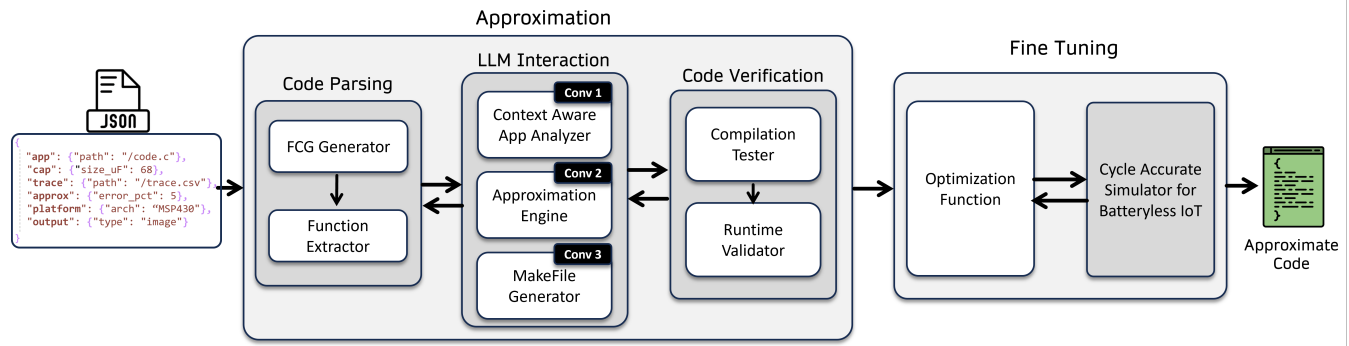 Approximation
Fine Tuning
LLM Interaction
Code Parsing
Code Verification
JSON
{
"app": {"path": "/code.c"},
"cap": {"size_uF": 68},
"trace": {"path": "/trace.csv"},
"approx": {"error_pct": 5},
"platform": {"arch": “MSP430"},
"output": {"type": "image"}
}
FCG Generator
Function
Extractor
Conv 1
Context Aware
App Analyzer
Conv 2
Approximation
Engine
Conv 3
MakeFile
Generator
Compilation
Tester
Runtime
Validator
Optimization
Function
Cycle Accurate
Simulator for
Batteryless IoT
{
}
Approximate
Code